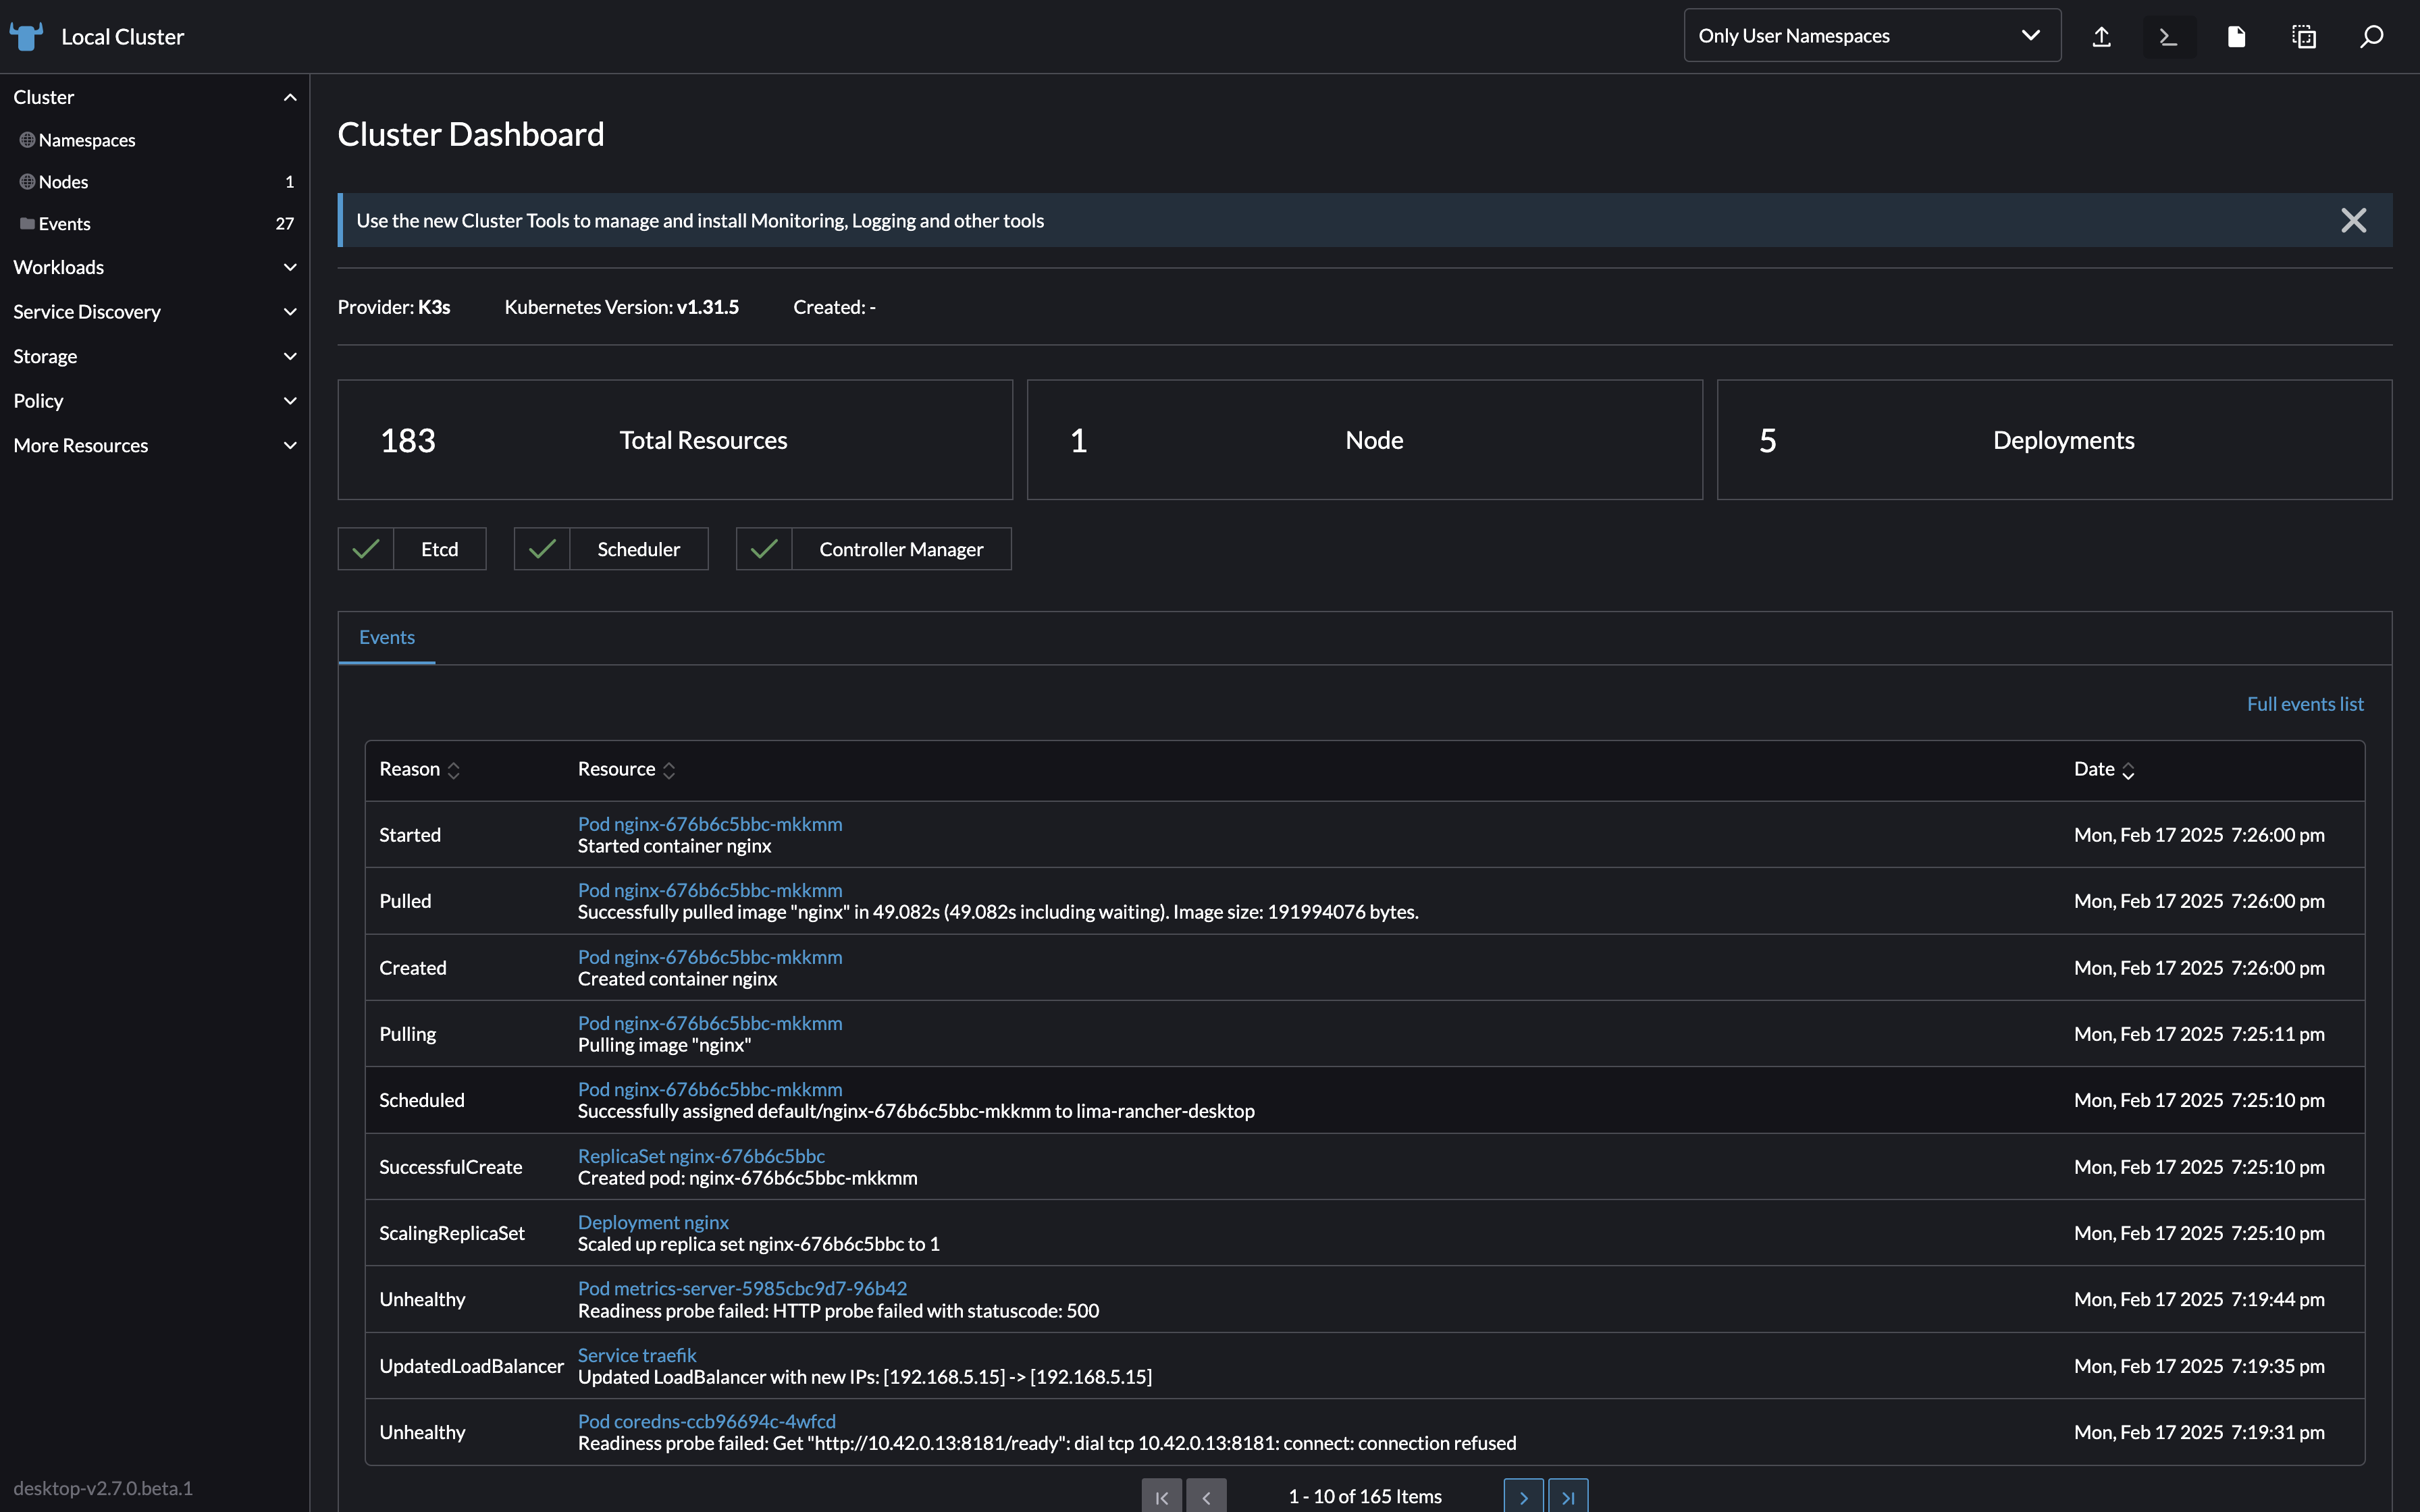 Local Cluster
Only User Namespaces
Cluster
Namespaces
Nodes 1
Events 27
Workloads
Service Discovery
Storage
Policy
More Resources
desktop-v2.7.0.beta.1
Cluster Dashboard
Use the new Cluster Tools to manage and install Monitoring, Logging and other tools
Provider: K3s Kubernetes Version: v1.31.5 Created: -
183 Total Resources
1 Node
5 Deployments
Etcd
Scheduler
Controller Manager
Events
Full events list
Reason Resource Date
Started
Pod nginx-676b6c5bbc-mkkmm
Started container nginx
Mon, Feb 17 2025 7:26:00 pm
Pulled
Pod nginx-676b6c5bbc-mkkmm
Successfully pulled image "nginx" in 49.082s (49.082s including waiting). Image size: 191994076 bytes.
Mon, Feb 17 2025 7:26:00 pm
Created
Pod nginx-676b6c5bbc-mkkmm
Created container nginx
Mon, Feb 17 2025 7:26:00 pm
Pulling
Pod nginx-676b6c5bbc-mkkmm
Pulling image "nginx"
Mon, Feb 17 2025 7:25:11 pm
Scheduled
Pod nginx-676b6c5bbc-mkkmm
Successfully assigned default/nginx-676b6c5bbc-mkkmm to lima-rancher-desktop
Mon, Feb 17 2025 7:25:10 pm
SuccessfulCreate
ReplicaSet nginx-676b6c5bbc
Created pod: nginx-676b6c5bbc-mkkmm
Mon, Feb 17 2025 7:25:10 pm
ScalingReplicaSet
Deployment nginx
Scaled up replica set nginx-676b6c5bbc to 1
Mon, Feb 17 2025 7:25:10 pm
Unhealthy
Pod metrics-server-5985cbc9d7-96b42
Readiness probe failed: HTTP probe failed with statuscode: 500
Mon, Feb 17 2025 7:19:44 pm
UpdatedLoadBalancer
Service traefik
Updated LoadBalancer with new IPs: [192.168.5.15] -> [192.168.5.15]
Mon, Feb 17 2025 7:19:35 pm
Unhealthy
Pod coredns-ccb96694c-4wfcd
Readiness probe failed: Get "http://10.42.0.13:8181/ready": dial tcp 10.42.0.13:8181: connect: connection refused
Mon, Feb 17 2025 7:19:31 pm
1 - 10 of 165 Items